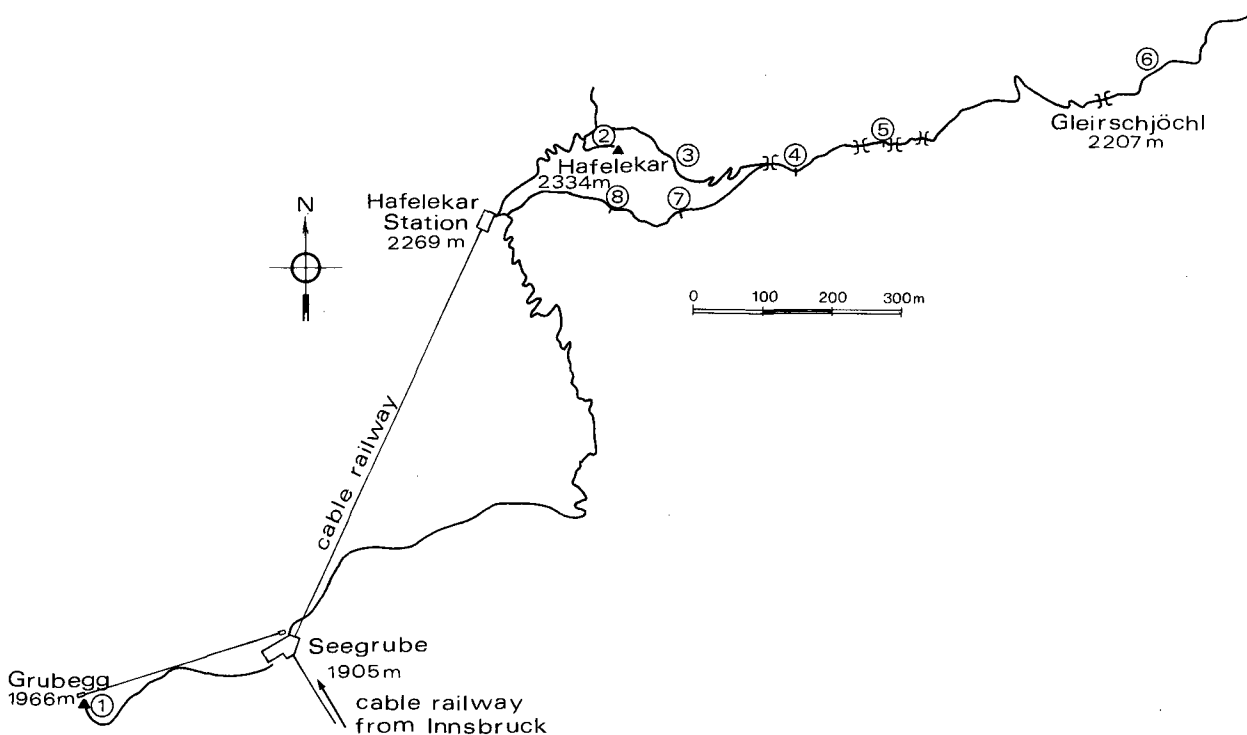 ⑥
Gleirschjöchl
2207 m
②
③
④
⑤
Hafelekar
2334m
⑧
⑦
Hafelekar
Station
2269 m
N
0 100 200 300m
cable railway
Seegrube
1905m
Grubegg
1966m
①
cable railway
from Innsbruck